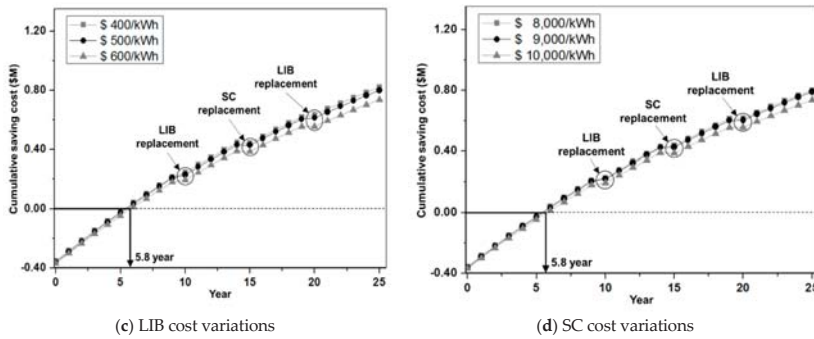 1.20
0.80
0.40
0.00
-0.40
Cumulative saving cost ($M)
$ 400/kWh
$ 500/kWh
$ 600/kWh
LIB
replacement
SC
replacement
LIB
replacement
5.8 year
0 5 10 15 20 25
Year
(c) LIB cost variations
1.20
0.80
0.40
0.00
-0.40
Cumulative saving cost ($M)
$ 8,000/kWh
$ 9,000/kWh
$ 10,000/kWh
LIB
replacement
SC
replacement
LIB
replacement
5.8 year
0 5 10 15 20 25
Year
(d) SC cost variations